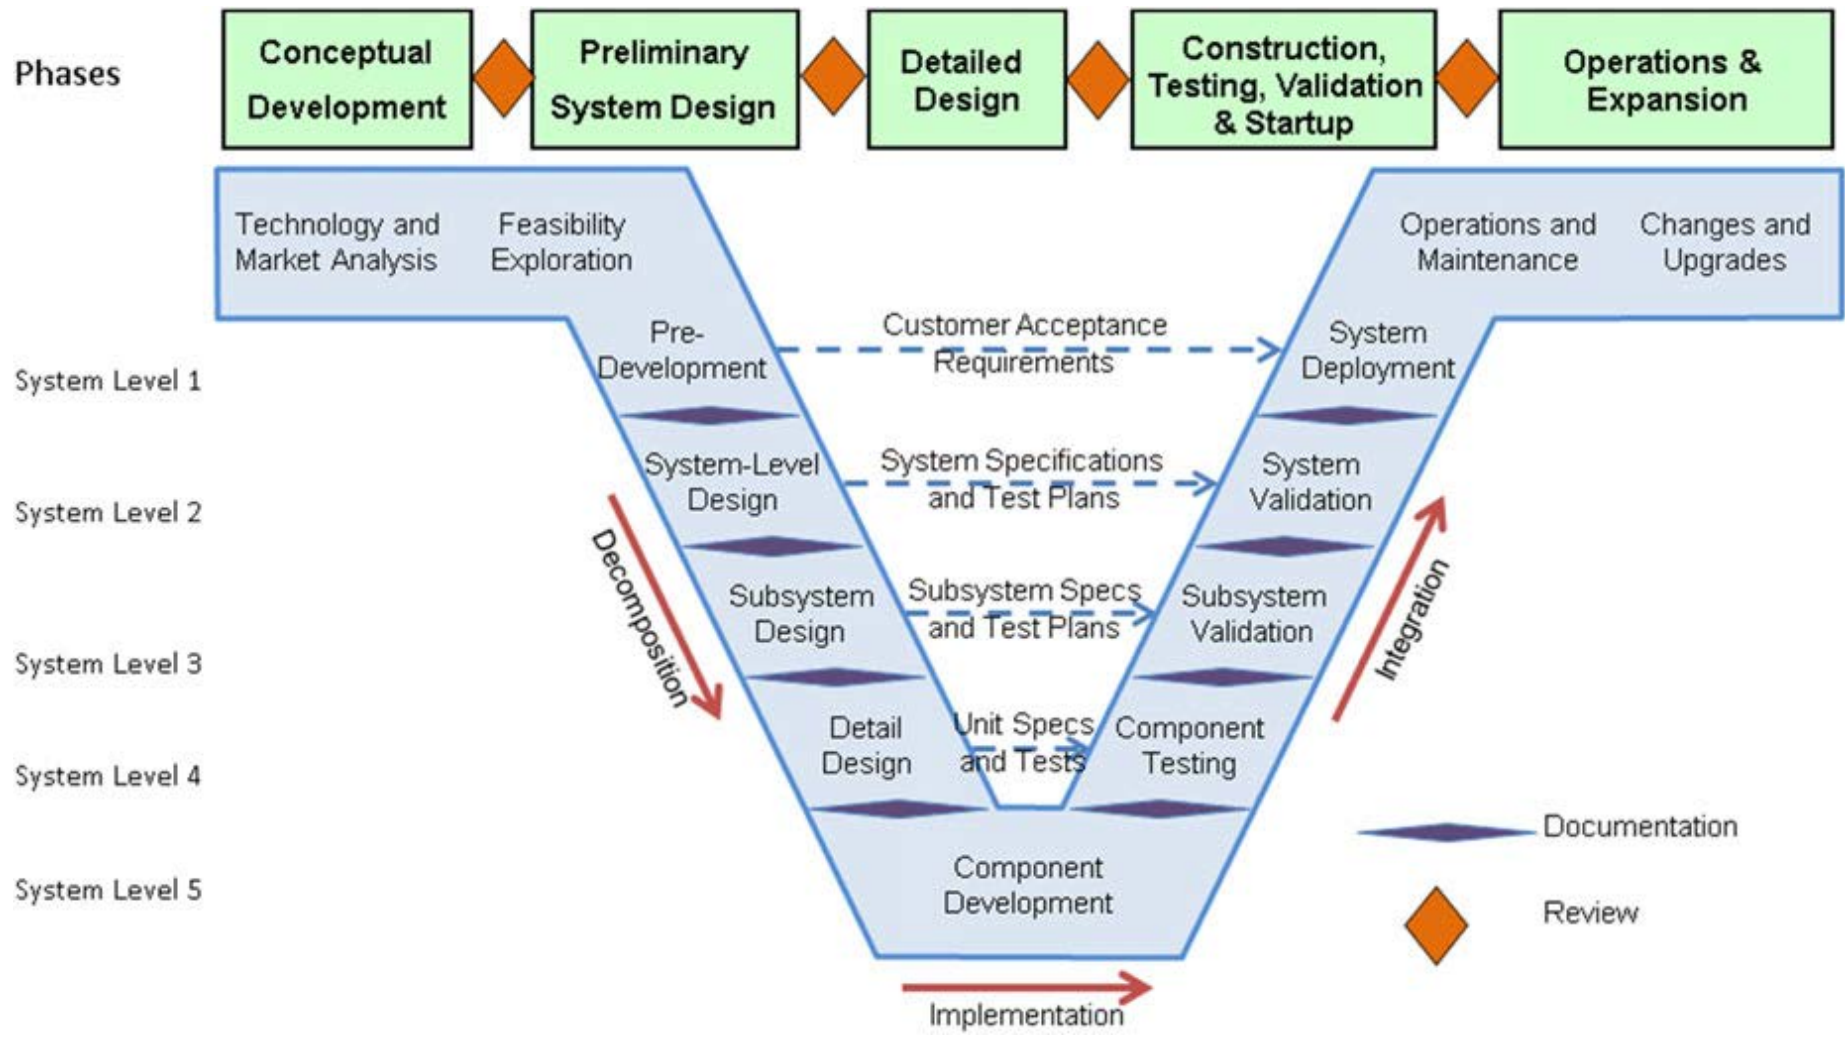 Phases
Conceptual
Development
Preliminary
System Design
Detailed
Design
Construction,
Testing, Validation
& Startup
Operations &
Expansion
Technology and
Market Analysis
Feasibility
Exploration
Operations and
Maintenance
Changes and
Upgrades
System Level 1
Pre-
Development
Customer Acceptance
Requirements
System
Deployment
System Level 2
System-Level
Design
System Specifications
and Test Plans
System
Validation
Decomposition
Integration
System Level 3
Subsystem
Design
Subsystem Specs
and Test Plans
Subsystem
Validation
System Level 4
Detail
Design
Unit Specs
and Tests
Component
Testing
System Level 5
Component
Development
Implementation
Documentation
Review